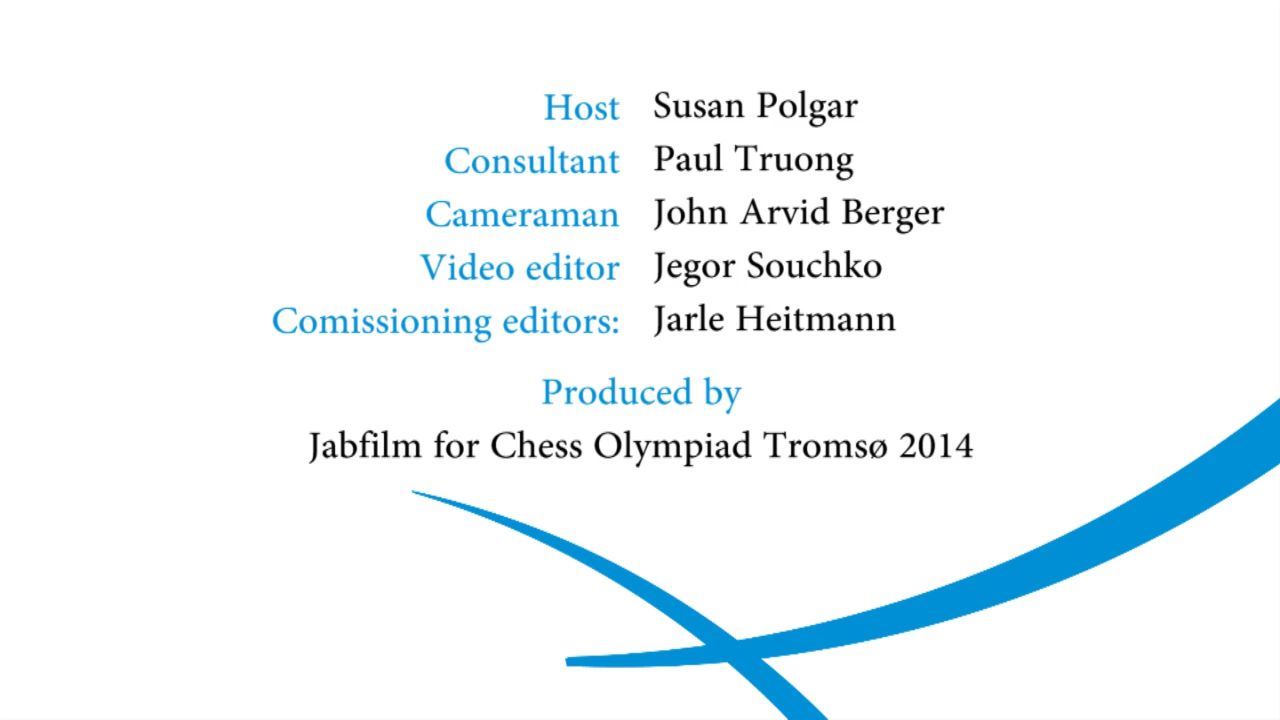 Host Susan Polgar
Consultant Paul Truong
Cameraman John Arvid Berger
Video editor Jegor Souchko
Comissioning editors: Jarle Heitmann
Produced by
Jabfilm for Chess Olympiad Tromsø 2014